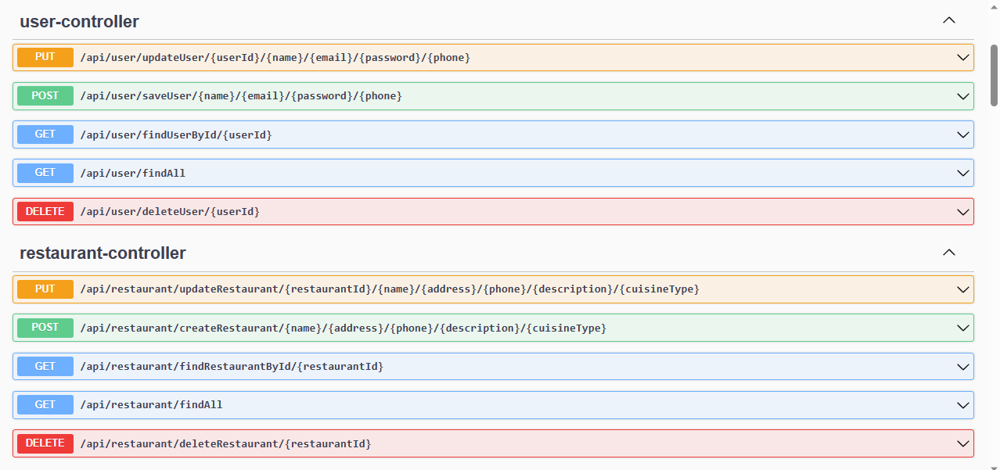 user-controller
PUT /api/user/updateUser/{userId}/{name}/{email}/{password}/{phone}
POST /api/user/saveUser/{name}/{email}/{password}/{phone}
GET /api/user/findUserById/{userId}
GET /api/user/findAll
DELETE /api/user/deleteUser/{userId}
restaurant-controller
PUT /api/restaurant/updateRestaurant/{restaurantId}/{name}/{address}/{phone}/{description}/{cuisineType}
POST /api/restaurant/createRestaurant/{name}/{address}/{phone}/{description}/{cuisineType}
GET /api/restaurant/findRestaurantById/{restaurantId}
GET /api/restaurant/findAll
DELETE /api/restaurant/deleteRestaurant/{restaurantId}